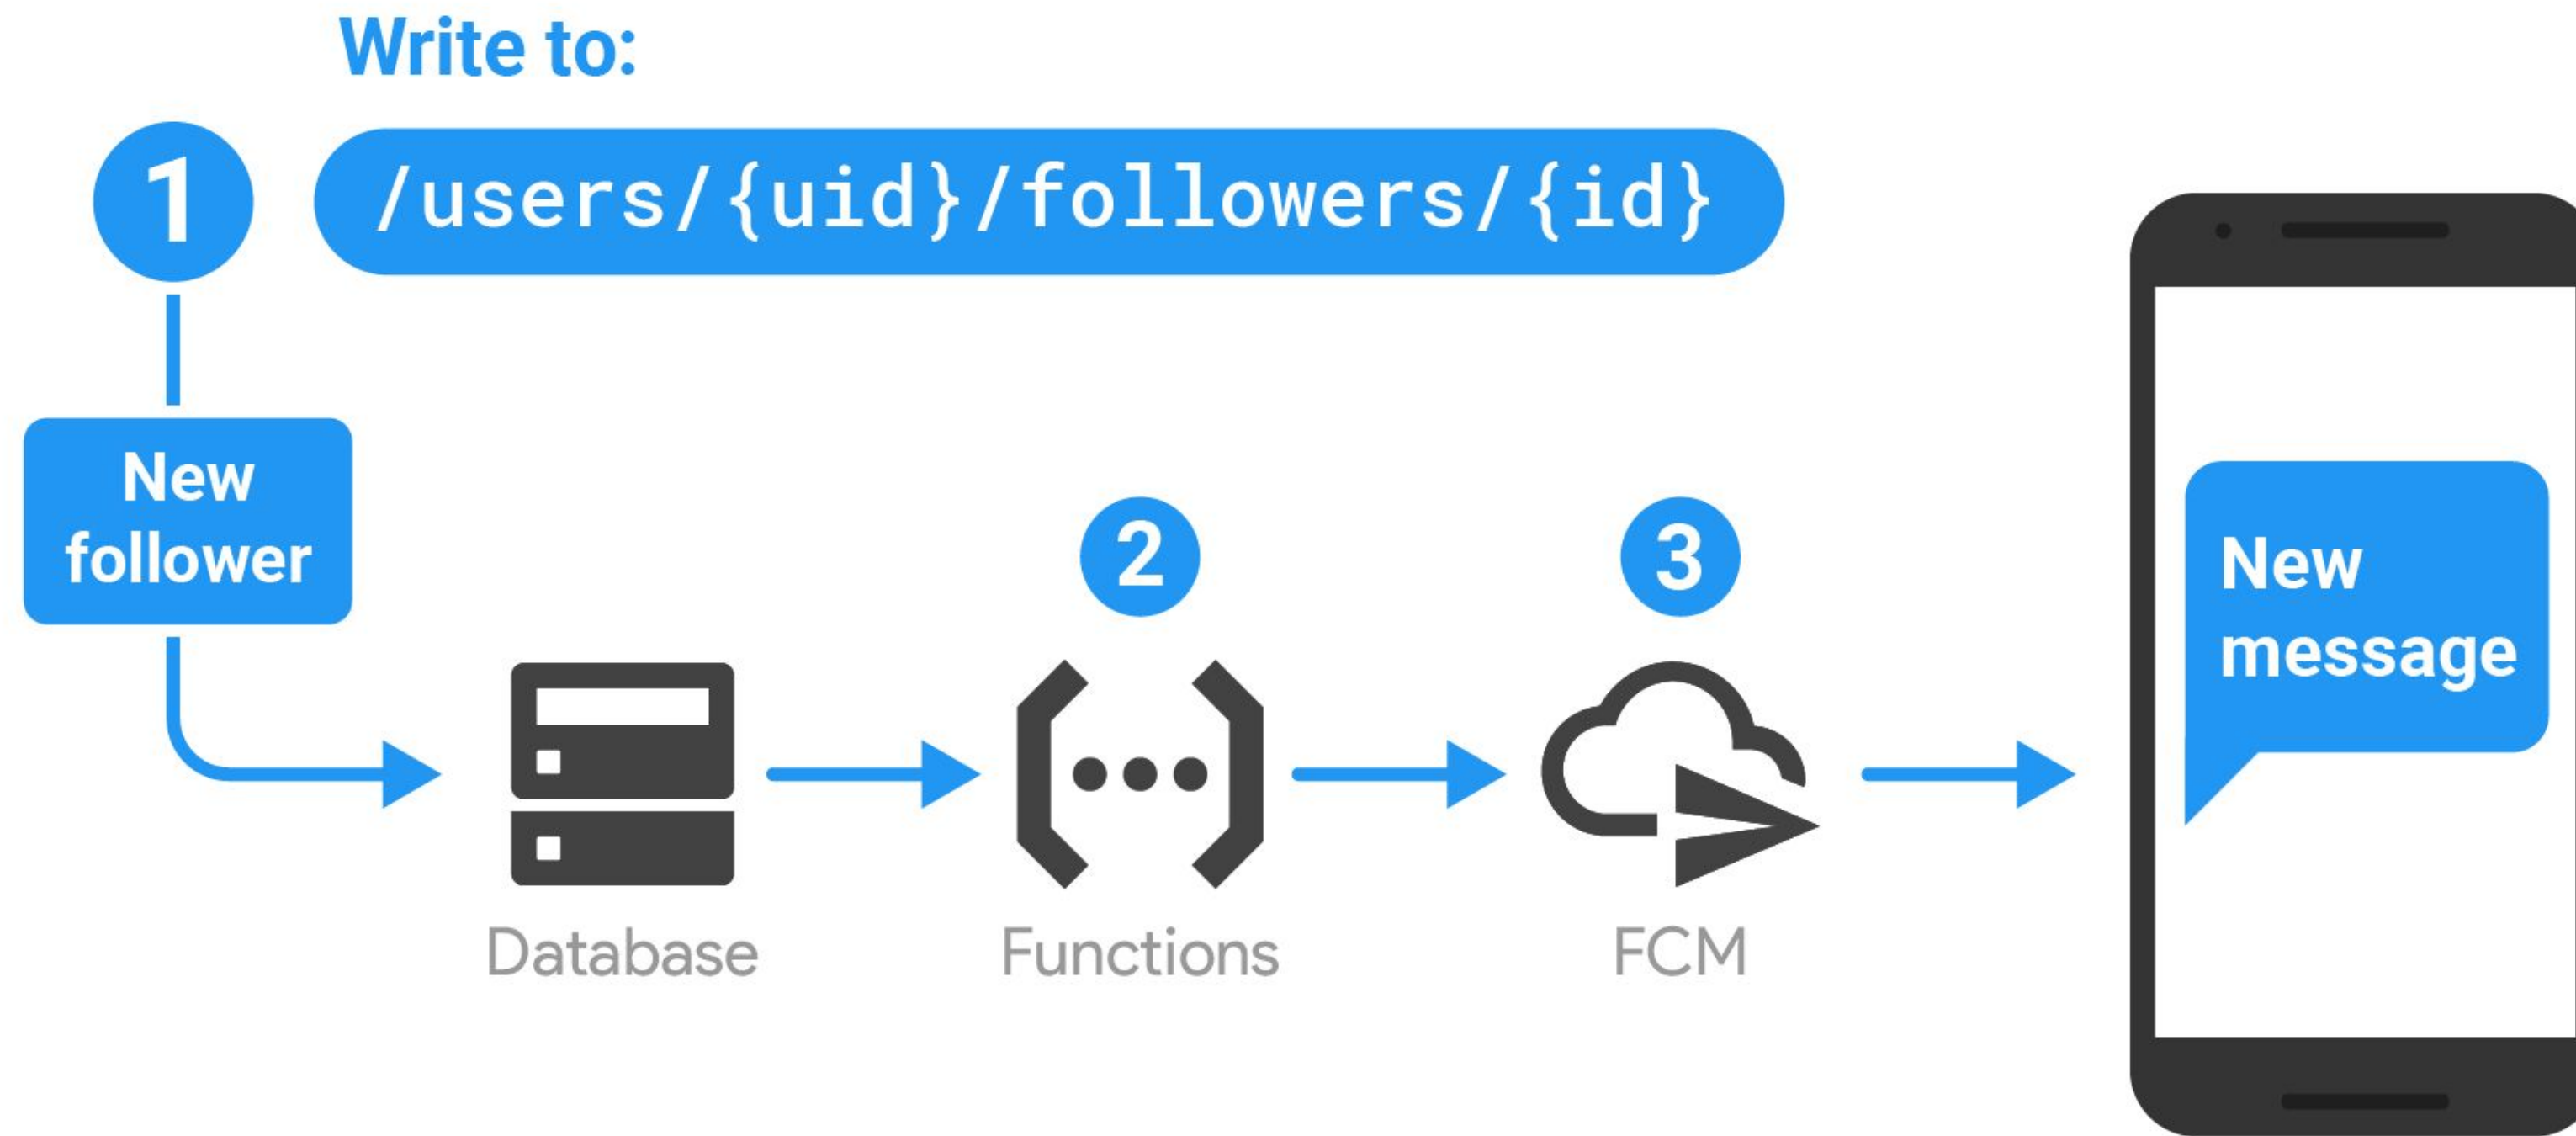 Write to:
1
/users/{uid}/followers/{id}
New
follower
2
3
New
message
Database
Functions
FCM